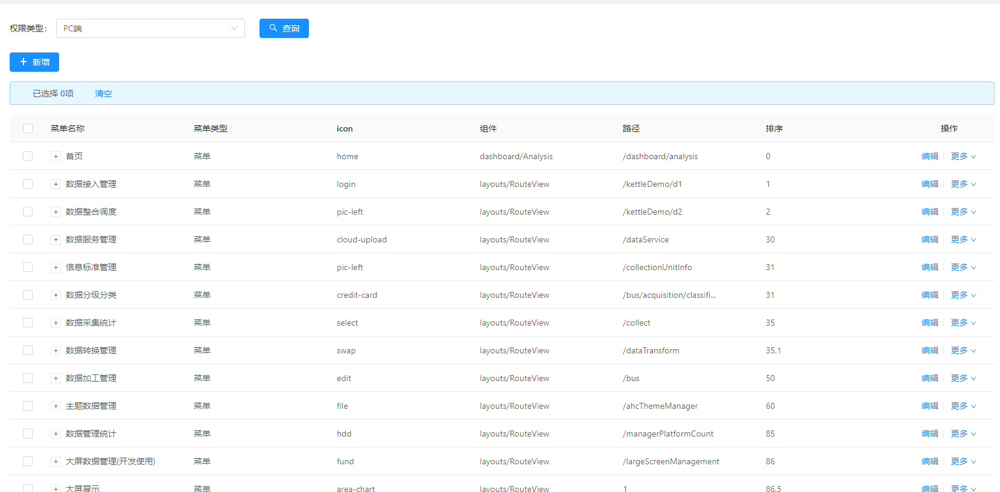 权限类型： PC端 查询
新增
已选择 0项 清空
菜单名称 菜单类型 icon 组件 路径 排序 操作
首页 菜单 home dashboard/Analysis /dashboard/analysis 0 编辑 更多
数据接入管理 菜单 login layouts/RouteView /kettleDemo/d1 1 编辑 更多
数据整合调度 菜单 pic-left layouts/RouteView /kettleDemo/d2 2 编辑 更多
数据服务管理 菜单 cloud-upload layouts/RouteView /dataService 30 编辑 更多
信息标准管理 菜单 pic-left layouts/RouteView /collectionUnitInfo 31 编辑 更多
数据分级分类 菜单 credit-card layouts/RouteView /bus/acquisition/classifi... 31 编辑 更多
数据采集统计 菜单 select layouts/RouteView /collect 35 编辑 更多
数据转换管理 菜单 swap layouts/RouteView /dataTransform 35.1 编辑 更多
数据加工管理 菜单 edit layouts/RouteView /bus 50 编辑 更多
主题数据管理 菜单 file layouts/RouteView /ahcThemeManager 60 编辑 更多
数据管理统计 菜单 hdd layouts/RouteView /managerPlatformCount 85 编辑 更多
大屏数据管理(开发使用) 菜单 fund layouts/RouteView /largeScreenManagement 86 编辑 更多
大屏展示 菜单 area-chart layouts/RouteView 1 86.5 编辑 更多